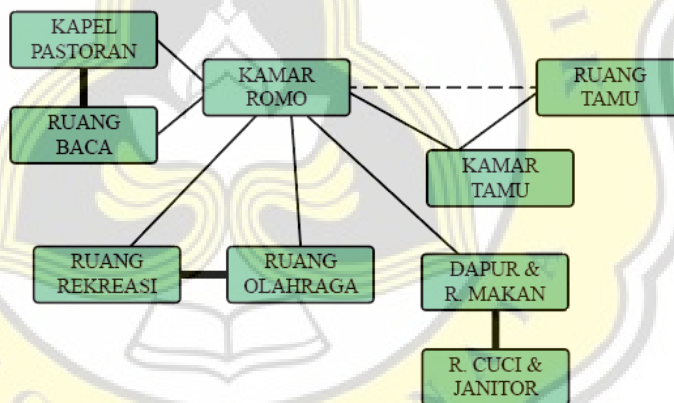 KAPEL
PASTORAN
KAMAR
ROMO
RUANG
TAMU
RUANG
BACA
KAMAR
TAMU
RUANG
REKREASI
RUANG
OLAHRAGA
DAPUR &
R. MAKAN
R. CUCI &
JANITOR